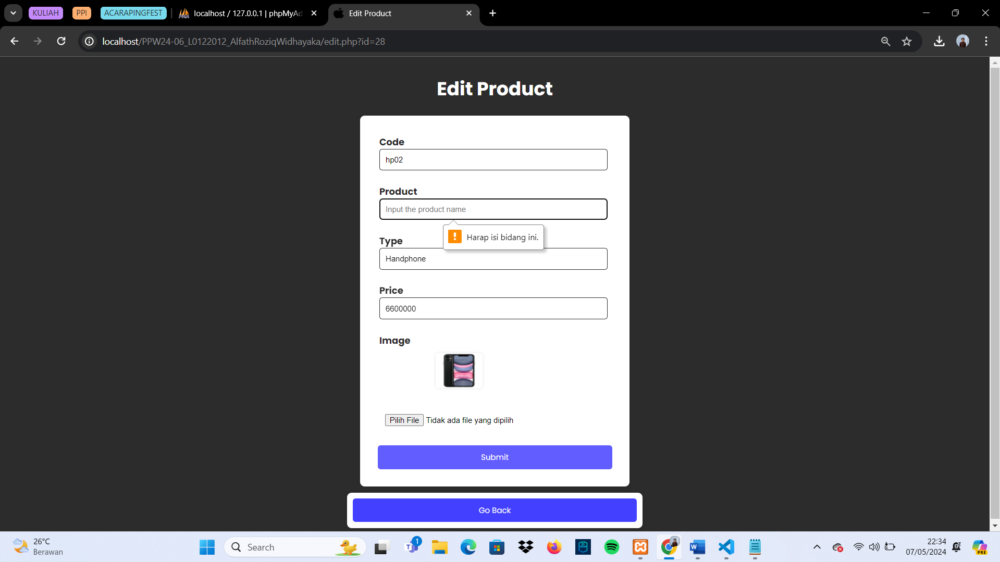 KULIAH PPI ACARAPINGFEST localhost / 127.0.0.1 | phpMyAd Edit Product
localhost/PPW24-06_L0122012_AlfathRoziqWidhayaka/edit.php?id=28
Edit Product
Code
hp02
Product
Input the product name
Harap isi bidang ini.
Type
Handphone
Price
6600000
Image
Pilih File Tidak ada file yang dipilih
Submit
Go Back
26°C
Berawan
Search
1
22:34
07/05/2024
PRE